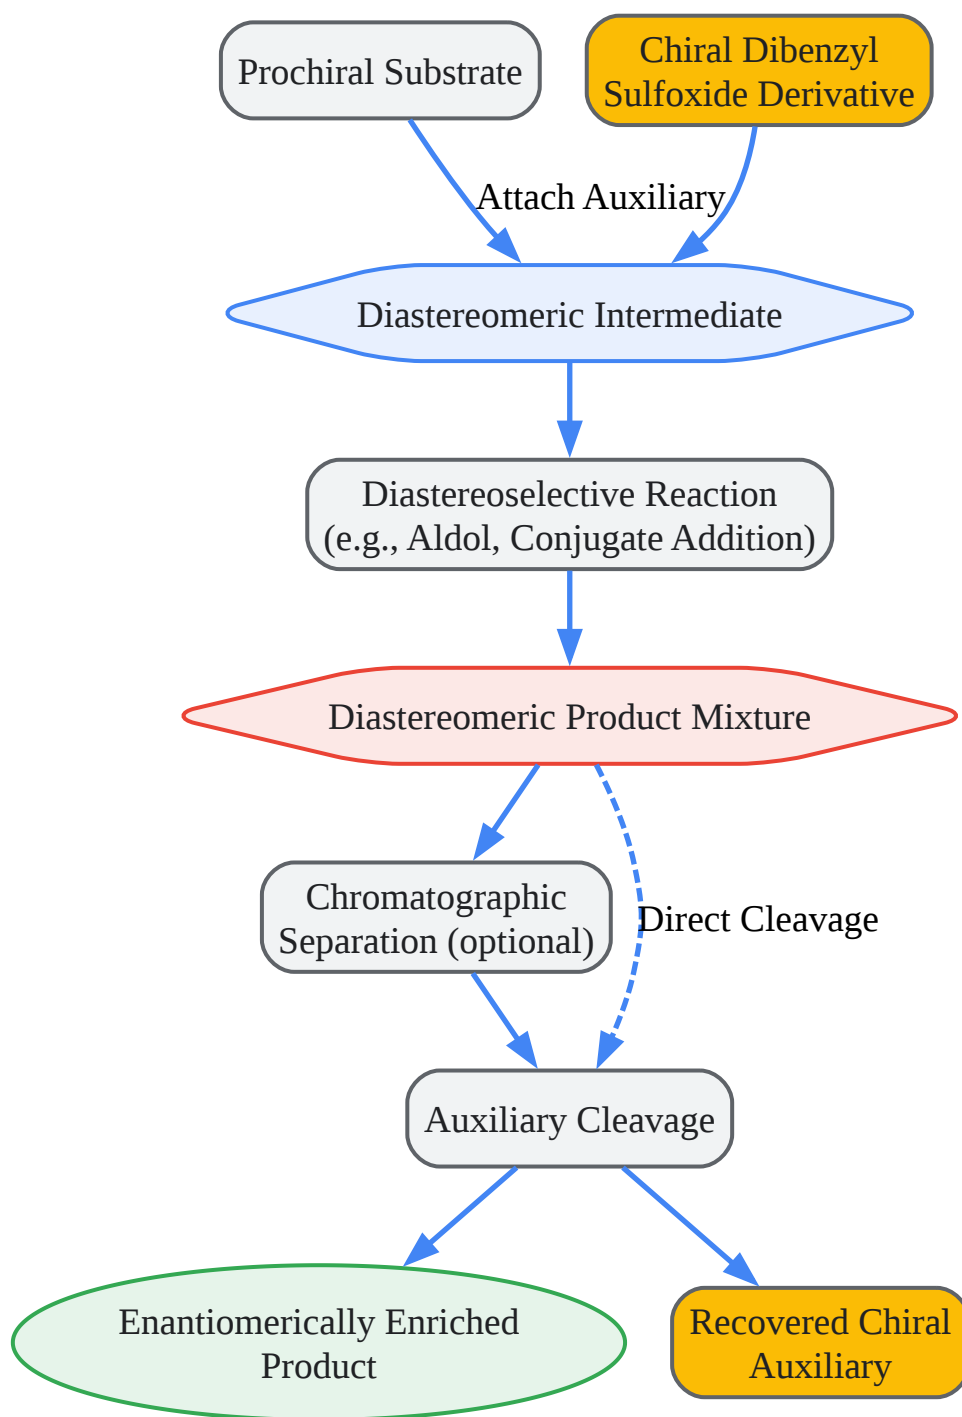 Prochiral Substrate
Chiral Dibenzyl
Sulfoxide Derivative
Attach Auxiliary
Diastereomeric Intermediate
Diastereoselective Reaction
(e.g., Aldol, Conjugate Addition)
Diastereomeric Product Mixture
Chromatographic
Separation (optional)
Direct Cleavage
Auxiliary Cleavage
Enantiomerically Enriched
Product
Recovered Chiral
Auxiliary